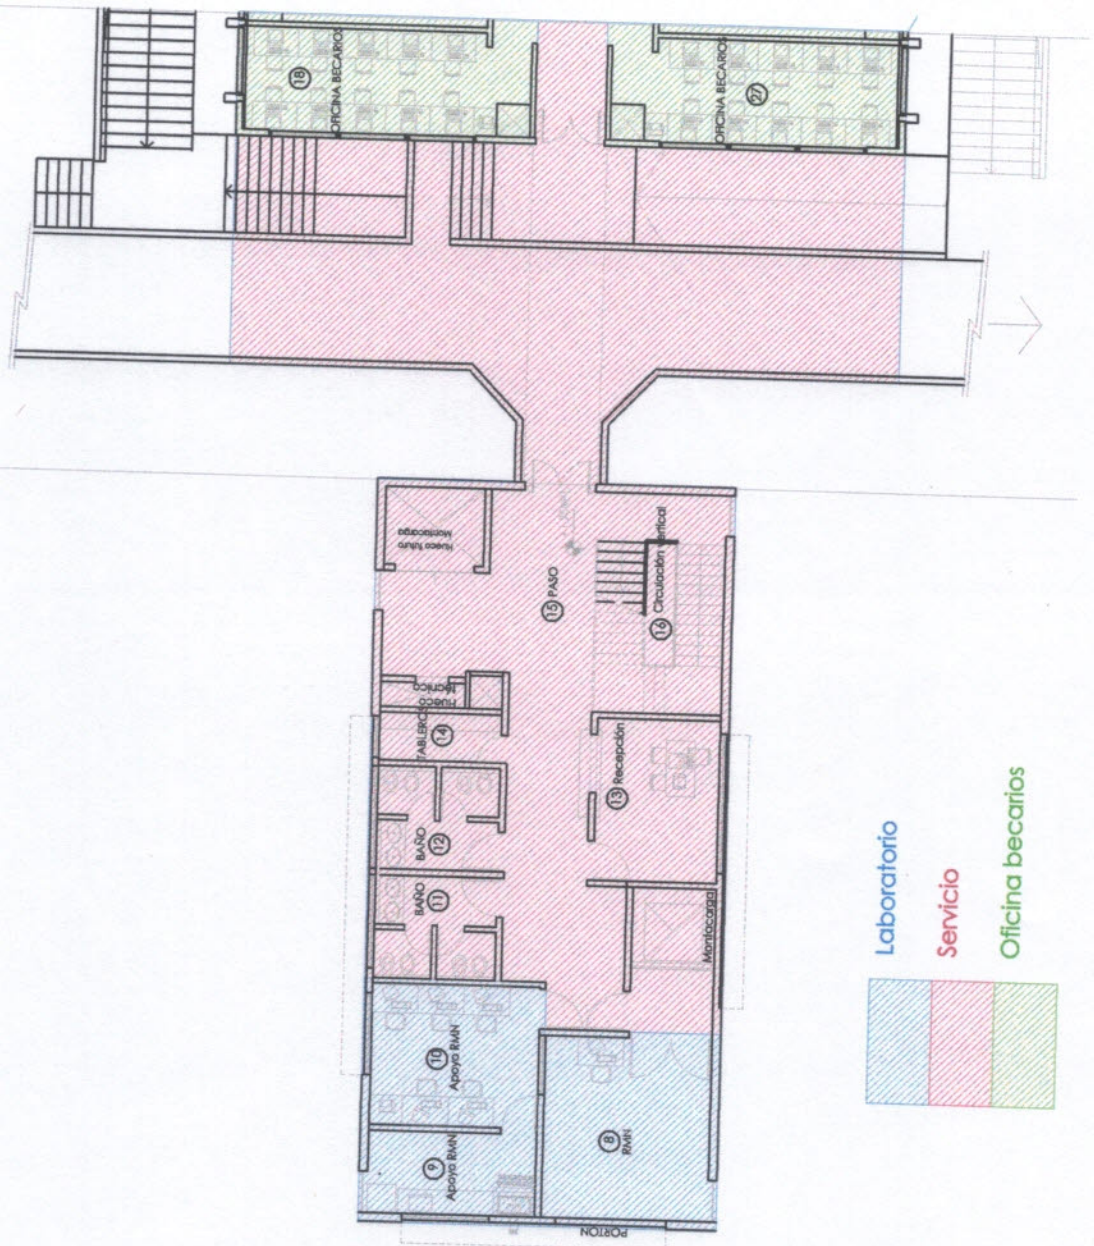 18
OFICINA BECARIOS
OFICINA BECARIOS
27
Hueco futuro
Montacarga
15 PASO
16 Circulación vertical
Hueco
técnico
TABLEROS
14
BAÑO
12
BAÑO
11
13 Recepción
Montacarga
10
Apoyo RMN
9
Apoyo RMN
8
RMN
PORTON
Laboratorio
Servicio
Oficina becarios